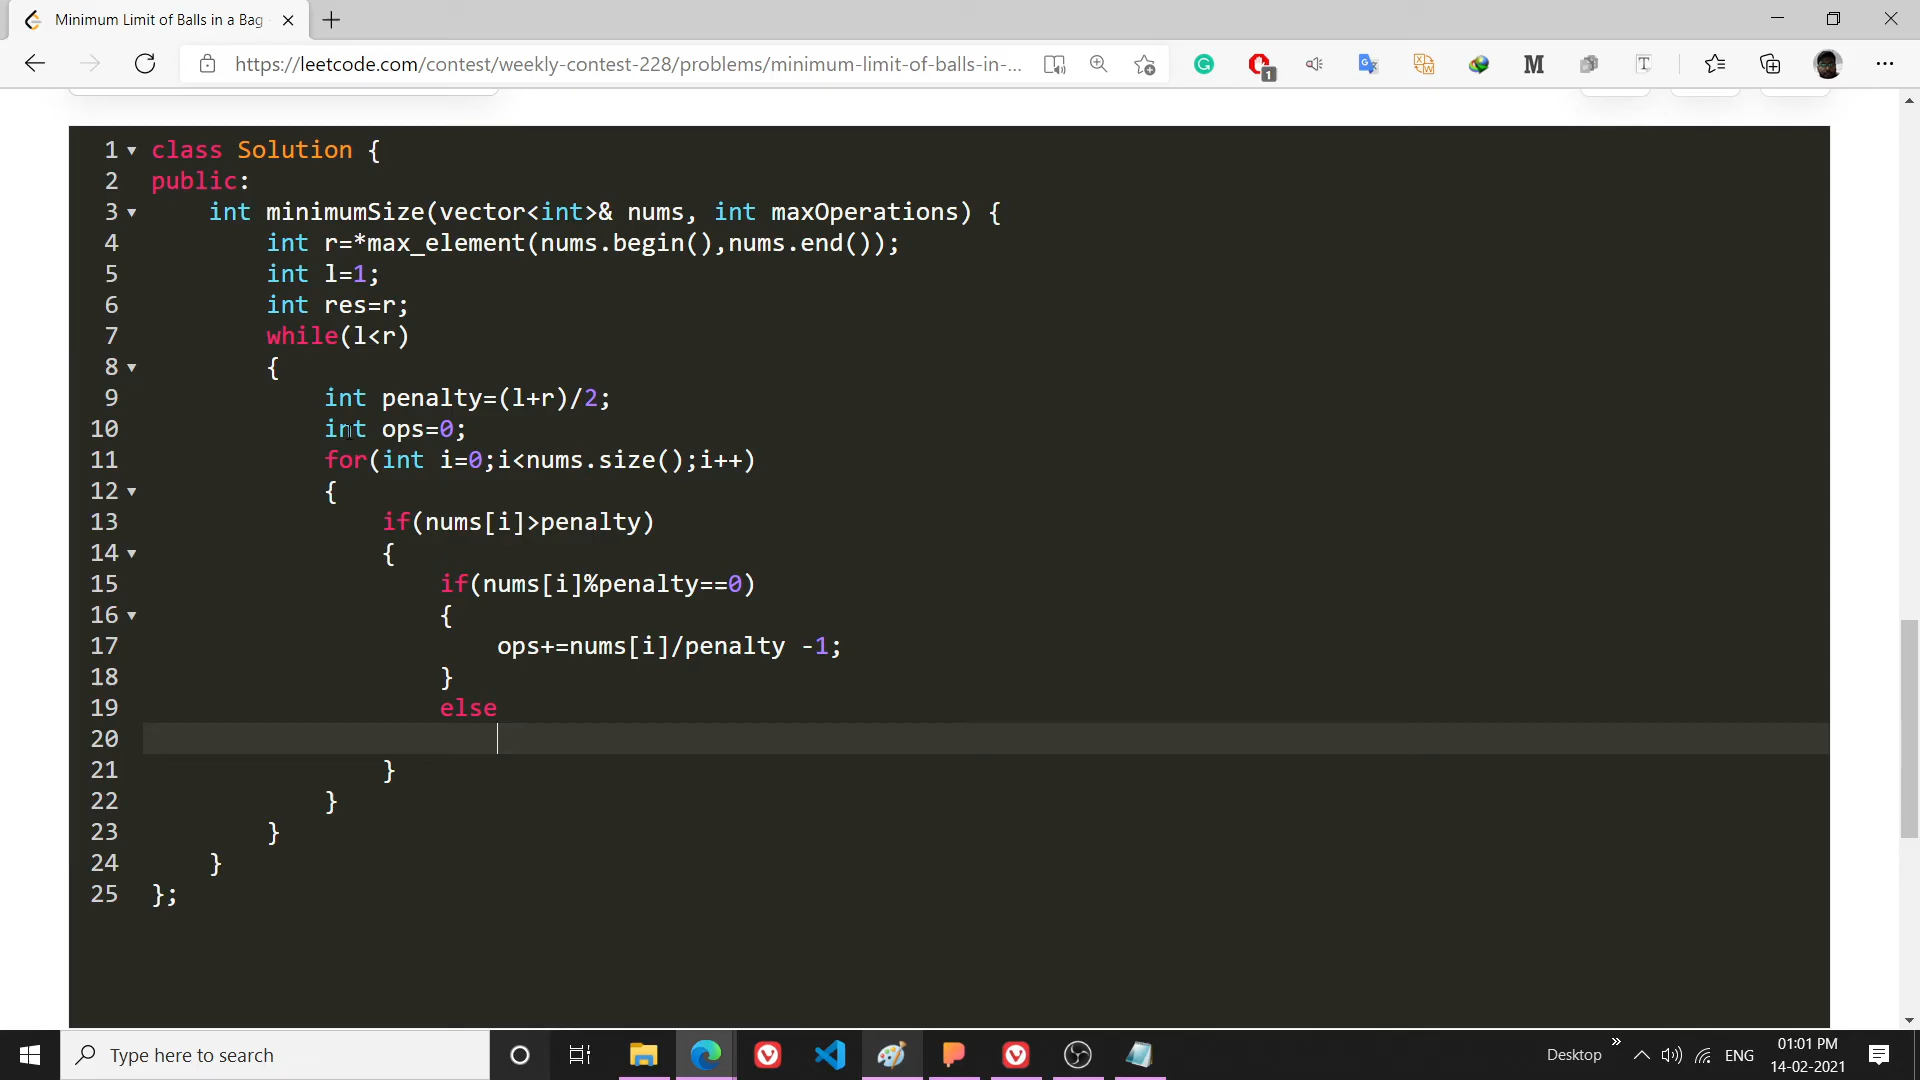 Minimum Limit of Balls in a Bag
https://leetcode.com/contest/weekly-contest-228/problems/minimum-limit-of-balls-in-...
1
M
T
1 class Solution {
2 public:
3 int minimumSize(vector<int>& nums, int maxOperations) {
4 int r=*max_element(nums.begin(),nums.end());
5 int l=1;
6 int res=r;
7 while(l<r)
8 {
9 int penalty=(l+r)/2;
10 int ops=0;
11 for(int i=0;i<nums.size();i++)
12 {
13 if(nums[i]>penalty)
14 {
15 if(nums[i]%penalty==0)
16 {
17 ops+=nums[i]/penalty -1;
18 }
19 else
20
21 }
22 }
23 }
24 }
25 };
Type here to search
Desktop
ENG
01:01 PM
14-02-2021